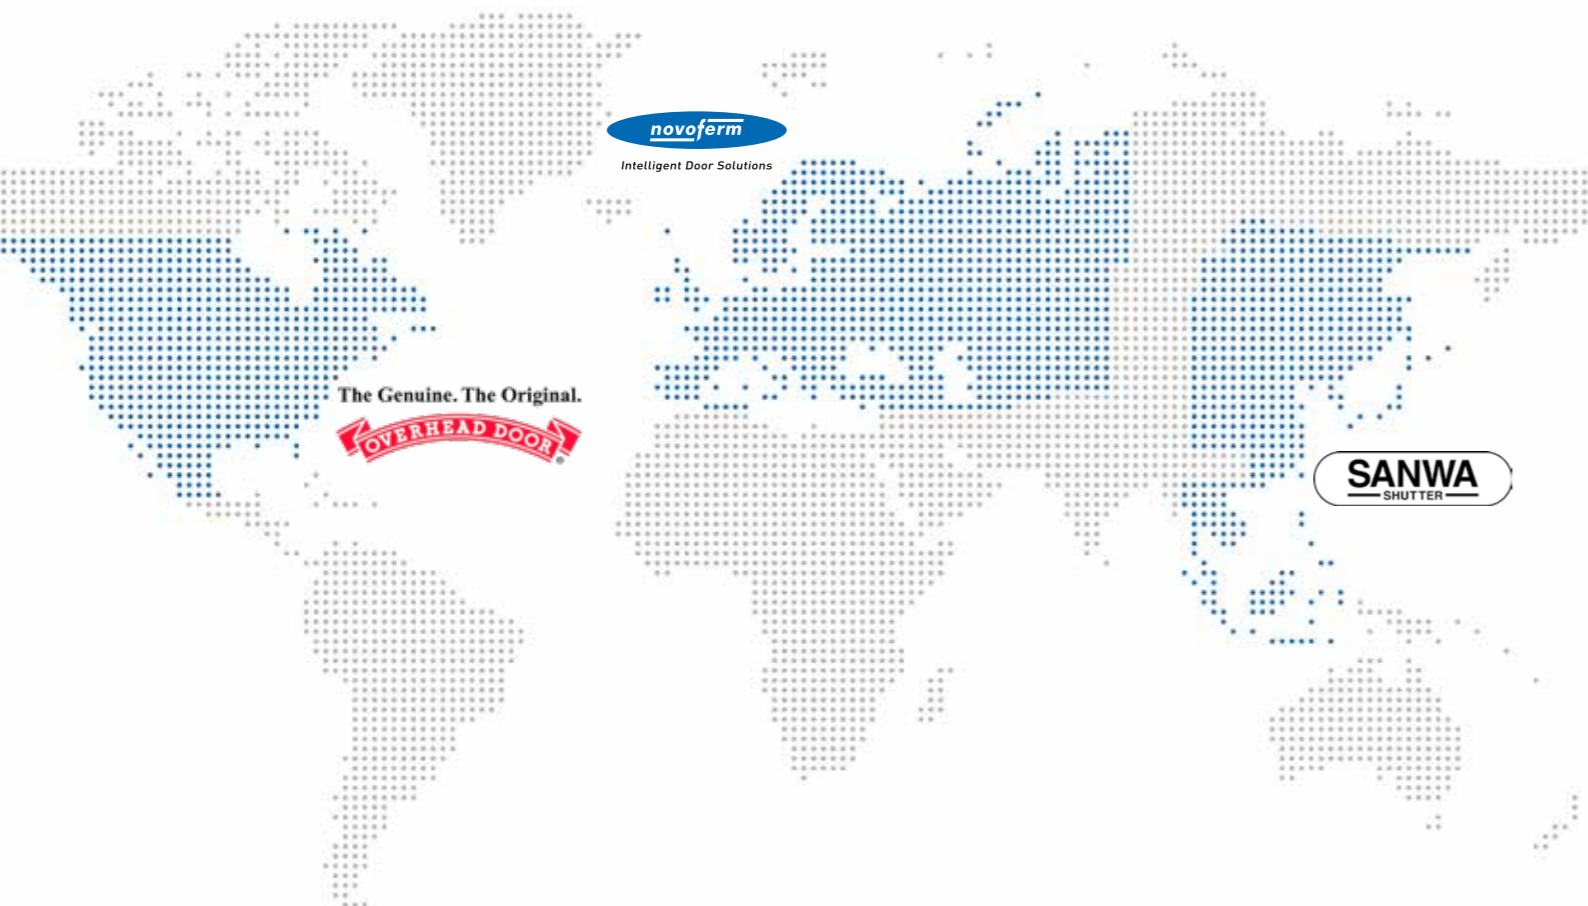 novoferm
Intelligent Door Solutions
The Genuine. The Original.
OVERHEAD DOOR
®
SANWA
SHUTTER